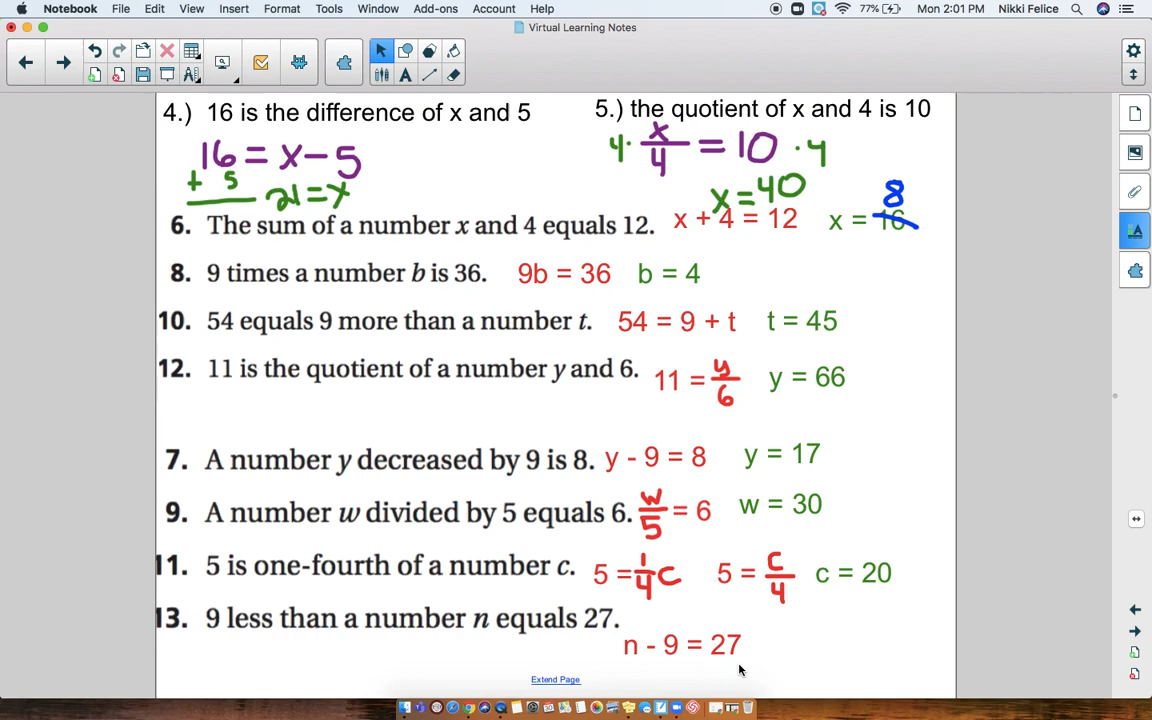 Notebook File Edit View Insert Format Tools Window Add-ons Account Help 77% Mon 2:01 PM Nikki Felice
Virtual Learning Notes
4.) 16 is the difference of x and 5
16 = x - 5
+ 5
21 = x
5.) the quotient of x and 4 is 10
4 · x/4 = 10 · 4
x = 40
6. The sum of a number x and 4 equals 12. x + 4 = 12 x = 16 8
8. 9 times a number b is 36. 9b = 36 b = 4
10. 54 equals 9 more than a number t. 54 = 9 + t t = 45
12. 11 is the quotient of a number y and 6. 11 = y/6 y = 66
7. A number y decreased by 9 is 8. y - 9 = 8 y = 17
9. A number w divided by 5 equals 6. w/5 = 6 w = 30
11. 5 is one-fourth of a number c. 5 = 1/4 c 5 = c/4 c = 20
13. 9 less than a number n equals 27.
n - 9 = 27
Extend Page